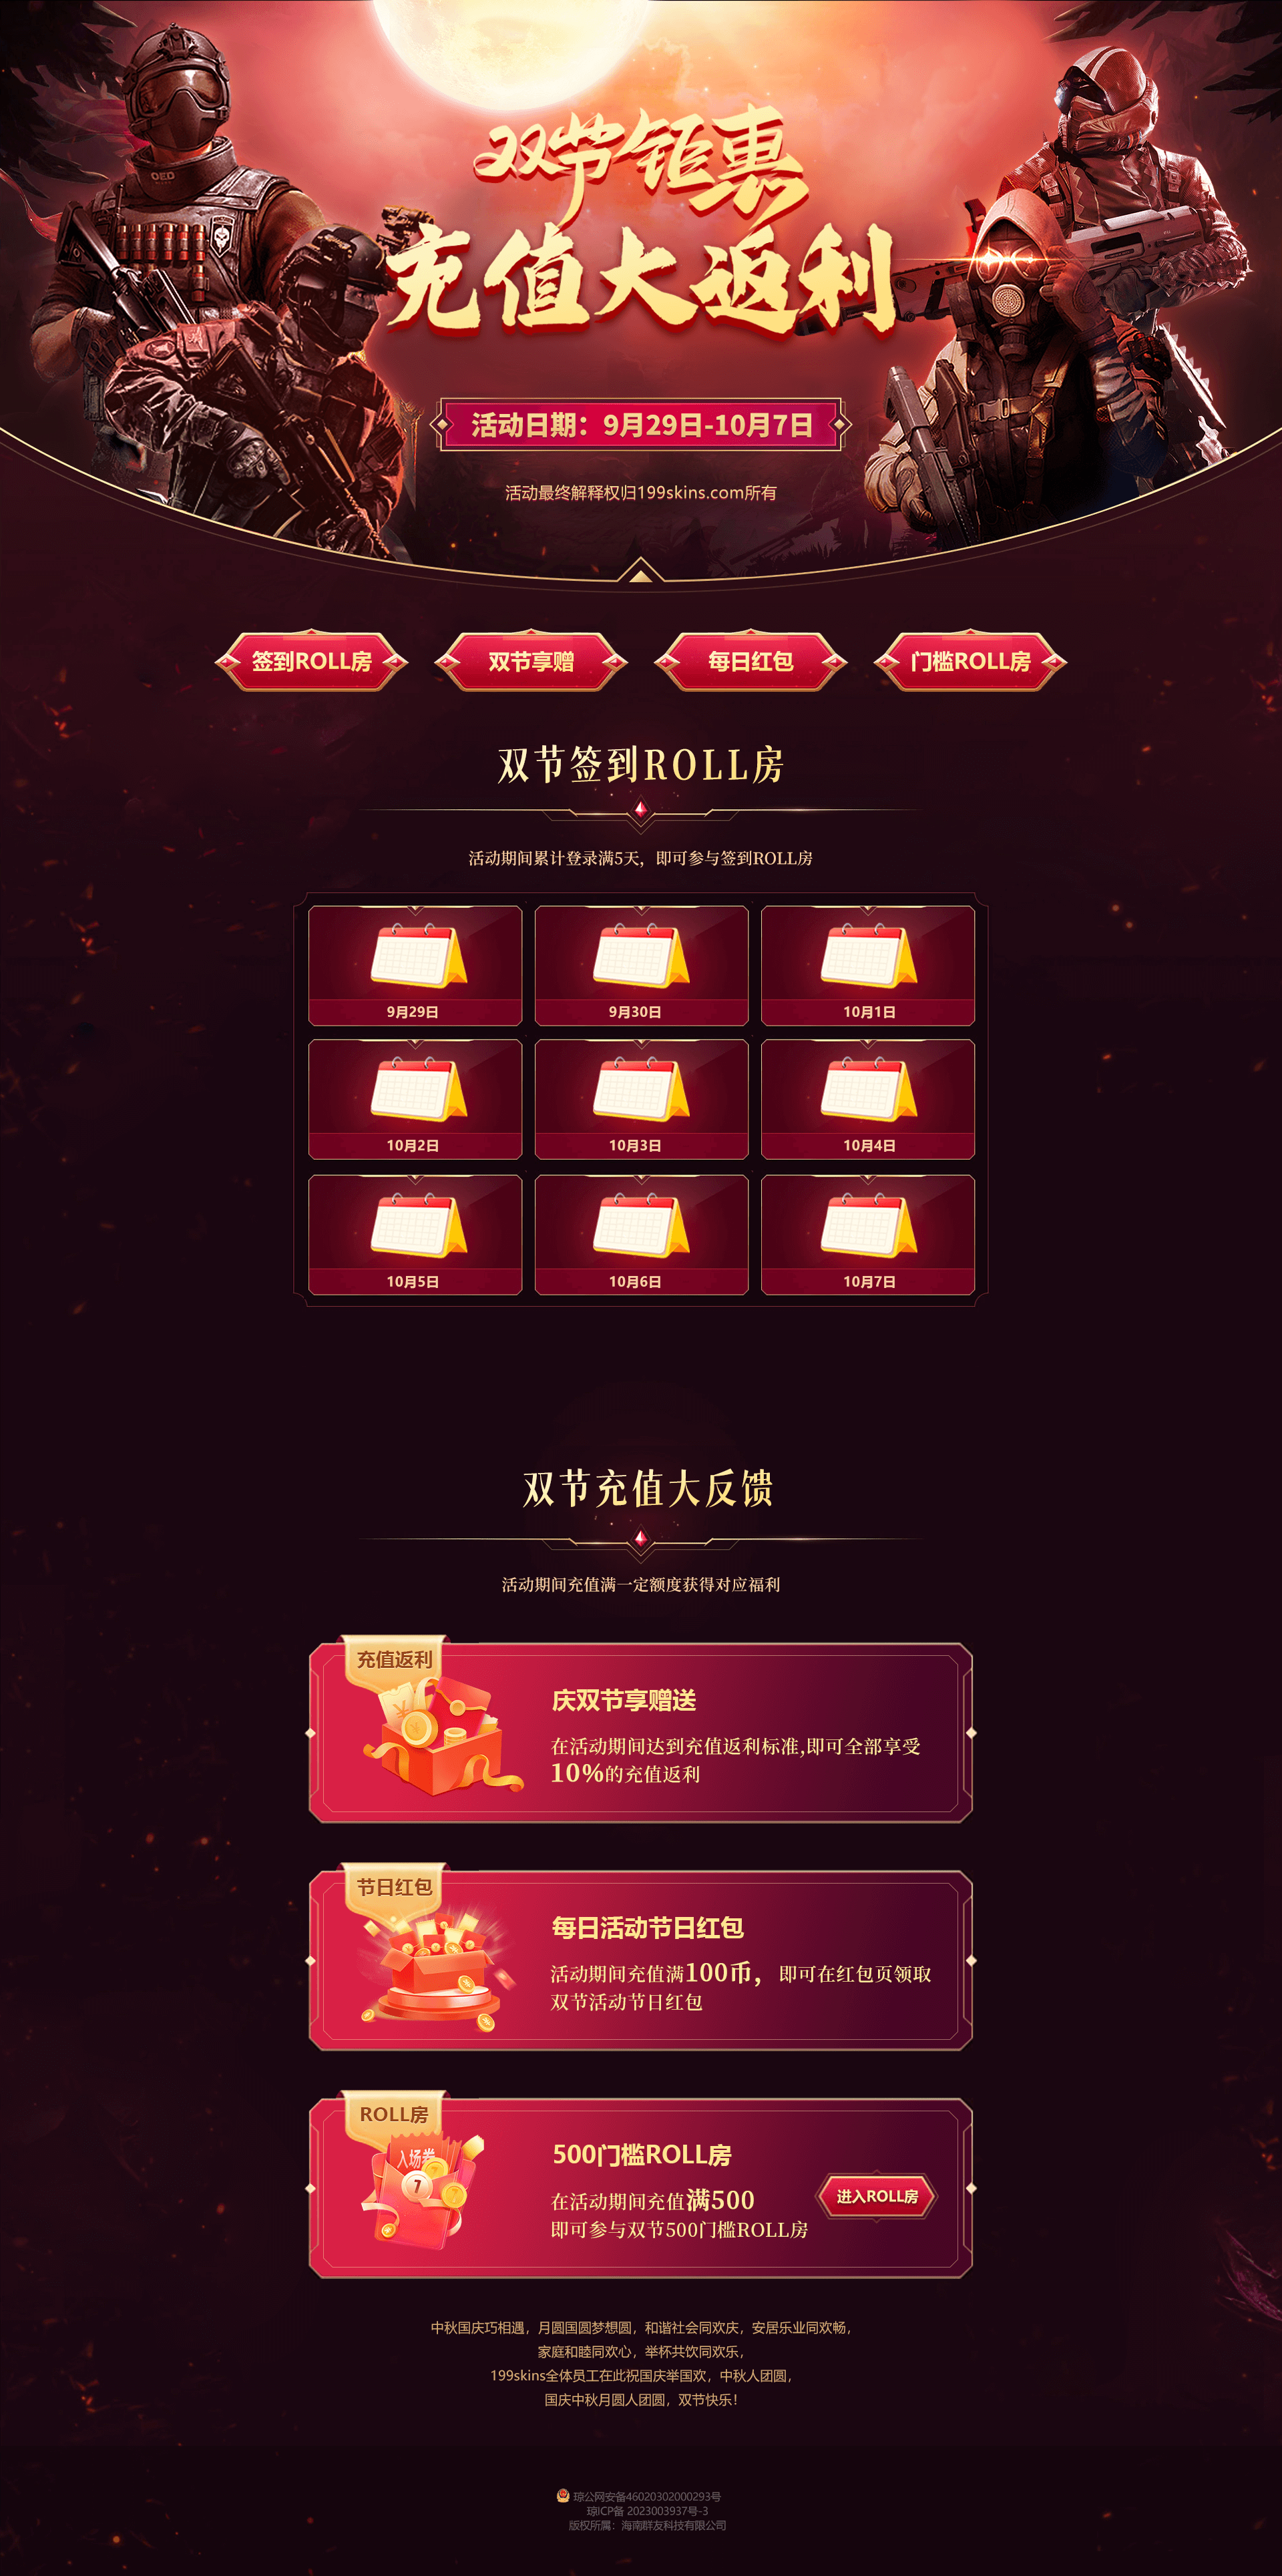 双节钜惠
充值大返利
活动日期：9月29日-10月7日
活动最终解释权归199skins.com所有
签到ROLL房
双节享赠
每日红包
门槛ROLL房
双节签到ROLL房
活动期间累计登录满5天，即可参与签到ROLL房
9月29日
9月30日
10月1日
10月2日
10月3日
10月4日
10月5日
10月6日
10月7日
双节充值大反馈
活动期间充值满一定额度获得对应福利
充值返利
庆双节享赠送
在活动期间达到充值返利标准,即可全部享受
10%的充值返利
节日红包
每日活动节日红包
活动期间充值满100币，即可在红包页领取
双节活动节日红包
ROLL房
入场券
7
500门槛ROLL房
在活动期间充值满500
即可参与双节500门槛ROLL房
进入ROLL房
中秋国庆巧相遇，月圆国圆梦想圆，和谐社会同欢庆，安居乐业同欢畅，
家庭和睦同欢心，举杯共饮同欢乐，
199skins全体员工在此祝国庆举国欢，中秋人团圆，
国庆中秋月圆人团圆，双节快乐！
琼公网安备46020302000293号
琼ICP备 2023003937号-3
版权所属：海南群友科技有限公司